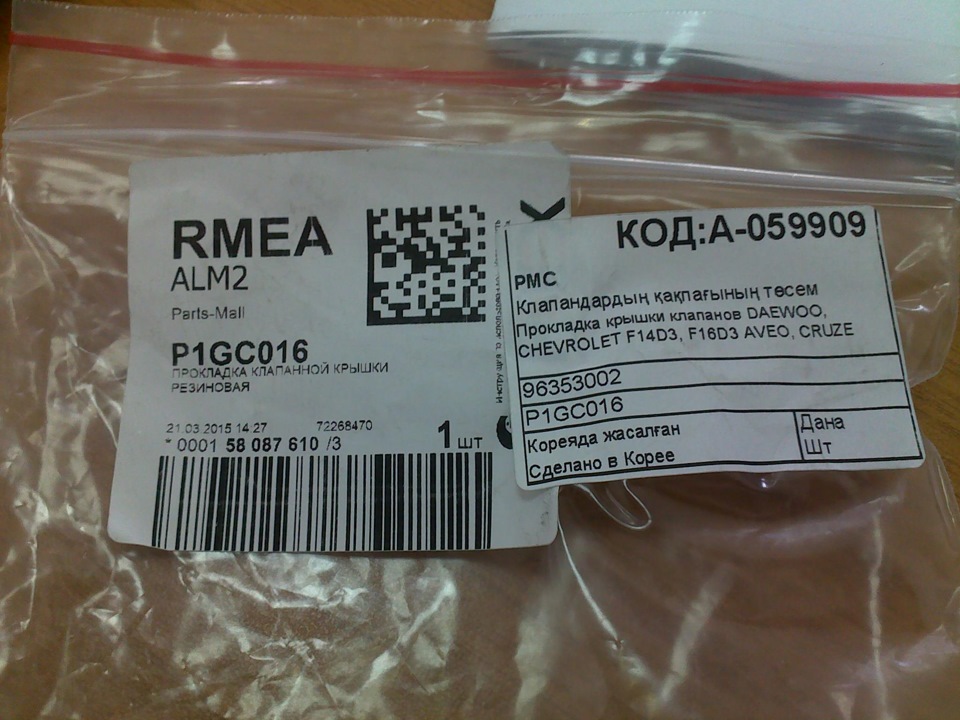 RMEA
ALM2
Parts-Mall
P1GC016
ПРОКЛАДКА КЛАПАННОЙ КРЫШКИ
РЕЗИНОВАЯ
21.03.2015 14:27 72268470
* 0001 58 087 610 /3
1 шт
КОД:А-059909
PMC
Клапандардың қақпағының төсем
Прокладка крышки клапанов DAEWOO,
CHEVROLET F14D3, F16D3 AVEO, CRUZE
96353002
P1GC016
Кореяда жасалған
Сделано в Корее
Дана
Шт